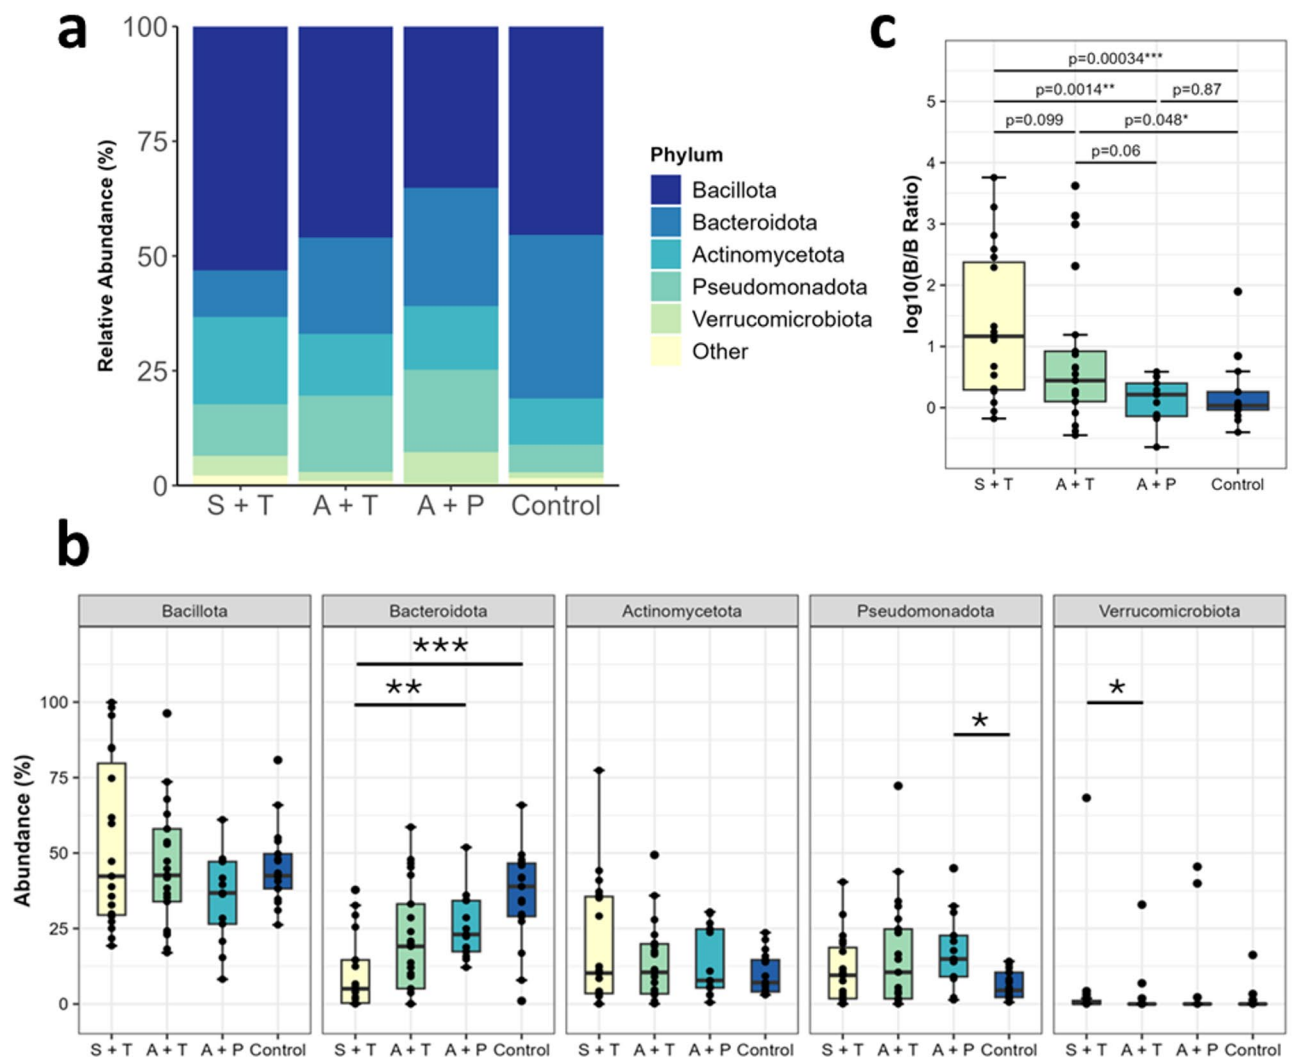 a
100
75
50
25
0
Relative Abundance (%)
S + T
A + T
A + P
Control
Phylum
Bacillota
Bacteroidota
Actinomycetota
Pseudomonadota
Verrucomicrobiota
Other
c
p=0.00034***
p=0.0014**
p=0.87
p=0.099
p=0.048*
p=0.06
5
4
3
2
1
0
log10(B/B Ratio)
S + T
A + T
A + P
Control
b
Bacillota
Bacteroidota
Actinomycetota
Pseudomonadota
Verrucomicrobiota
***
**
*
*
100
75
50
25
0
Abundance (%)
S + T
A + T
A + P
Control
S + T
A + T
A + P
Control
S + T
A + T
A + P
Control
S + T
A + T
A + P
Control
S + T
A + T
A + P
Control